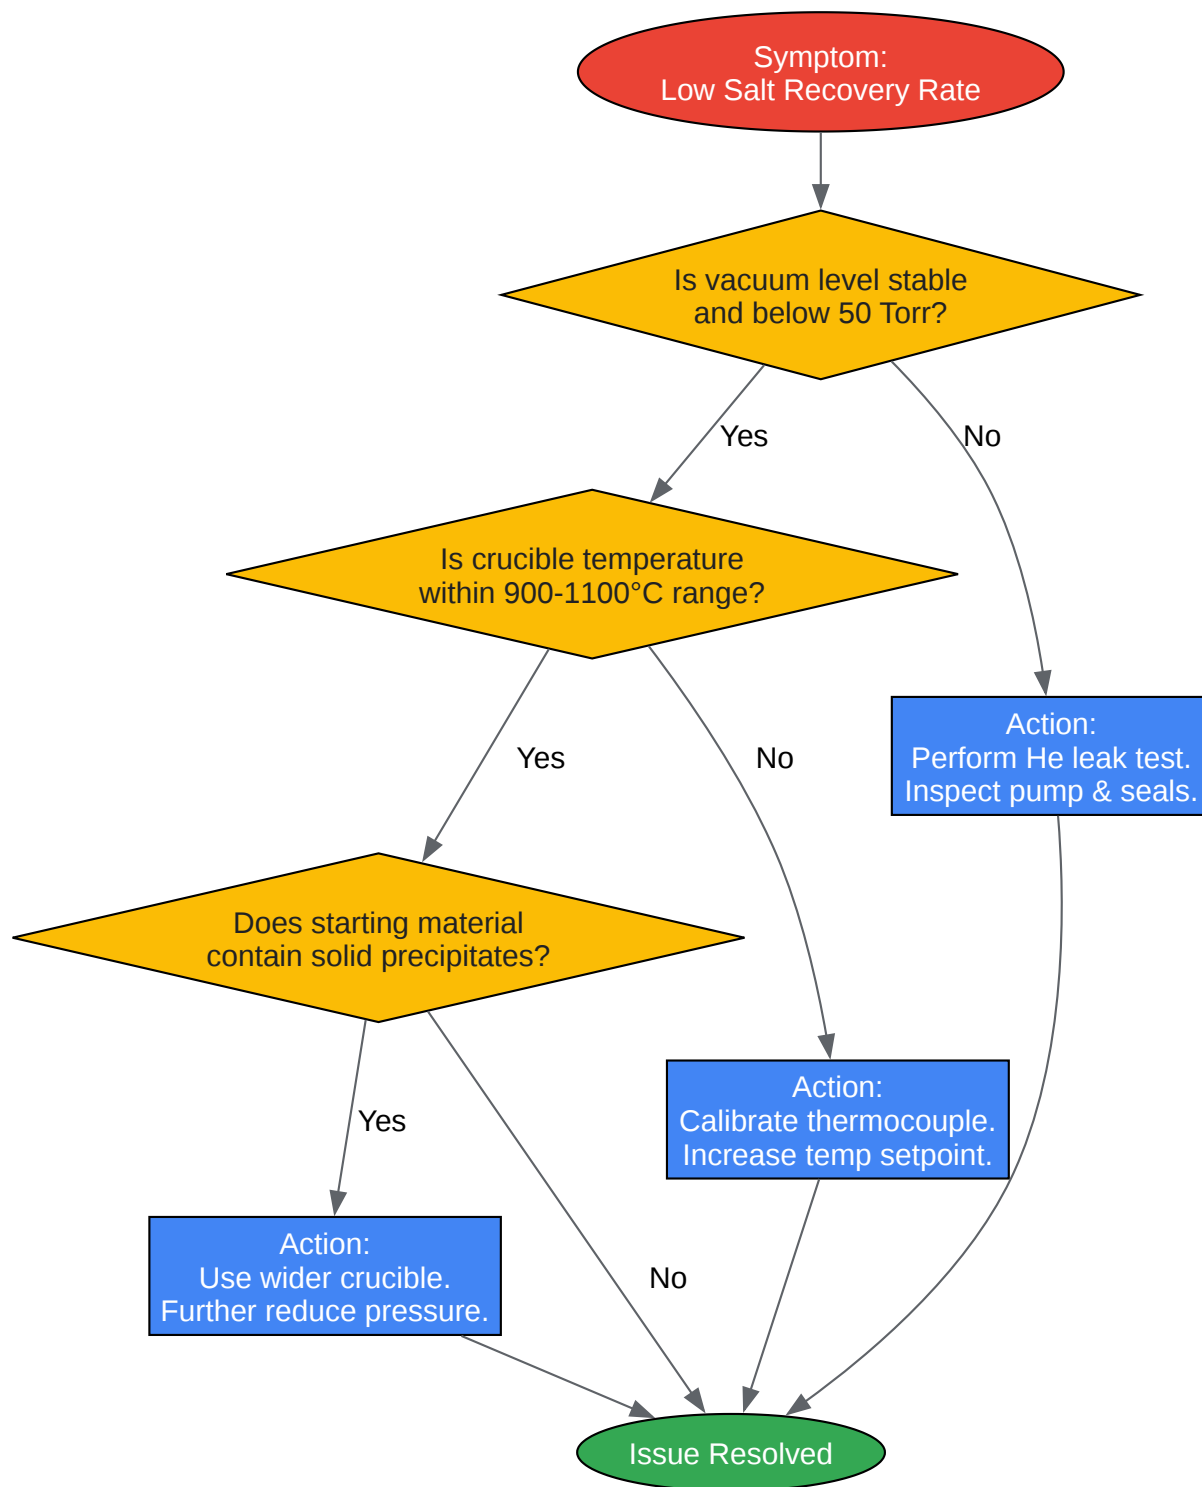 Symptom:
Low Salt Recovery Rate
Is vacuum level stable
and below 50 Torr?
Yes
No
Is crucible temperature
within 900-1100°C range?
Yes
No
Action:
Perform He leak test.
Inspect pump & seals.
Does starting material
contain solid precipitates?
Yes
No
Action:
Calibrate thermocouple.
Increase temp setpoint.
Action:
Use wider crucible.
Further reduce pressure.
Issue Resolved